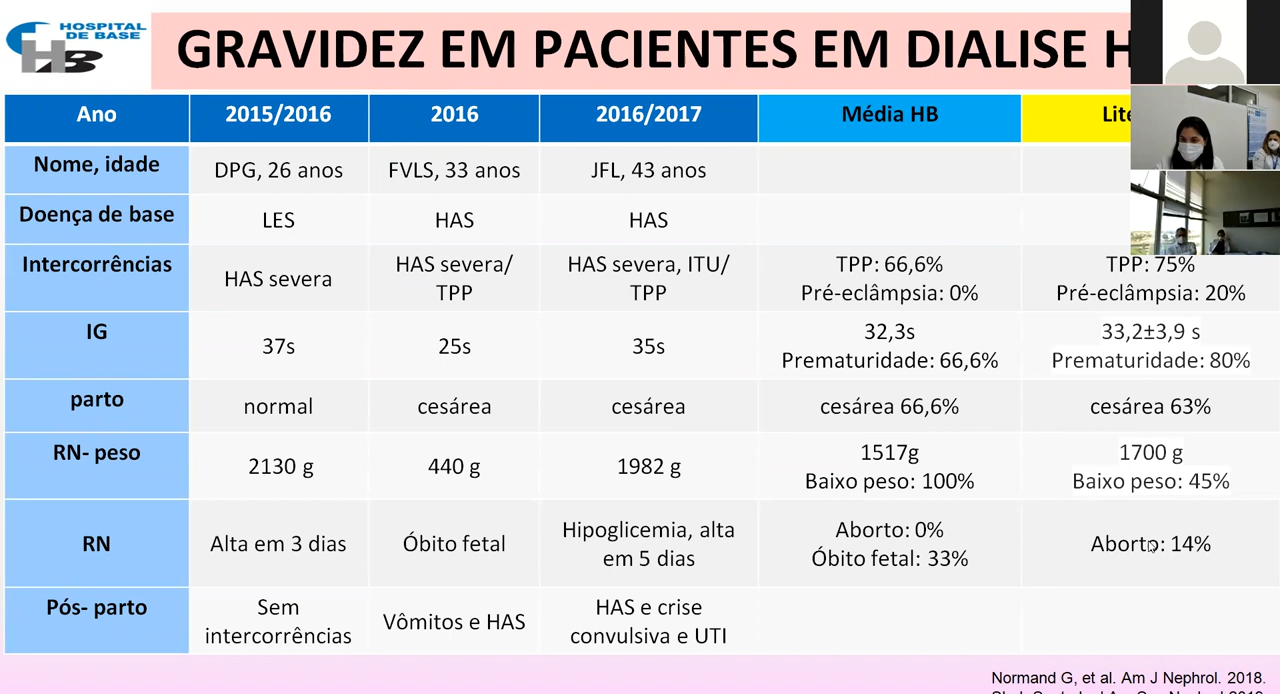 HOSPITAL
DE BASE
HB
GRAVIDEZ EM PACIENTES EM DIALISE
Ano 2015/2016 2016 2016/2017 Média HB
Nome, idade DPG, 26 anos FVLS, 33 anos JFL, 43 anos
Doença de base LES HAS HAS
Intercorrências HAS severa HAS severa/ HAS severa, ITU/ TPP: 66,6% TPP: 75%
TPP TPP Pré-eclâmpsia: 0% Pré-eclâmpsia: 20%
IG 37s 25s 35s 32,3s 33,2±3,9 s
Prematuridade: 66,6% Prematuridade: 80%
parto normal cesárea cesárea cesárea 66,6% cesárea 63%
RN- peso 2130 g 440 g 1982 g 1517g 1700 g
Baixo peso: 100% Baixo peso: 45%
RN Alta em 3 dias Óbito fetal Hipoglicemia, alta Aborto: 0% Aborto: 14%
em 5 dias Óbito fetal: 33%
Pós- parto Sem Vômitos e HAS HAS e crise
intercorrências convulsiva e UTI
Normand G, et al. Am J Nephrol. 2018.